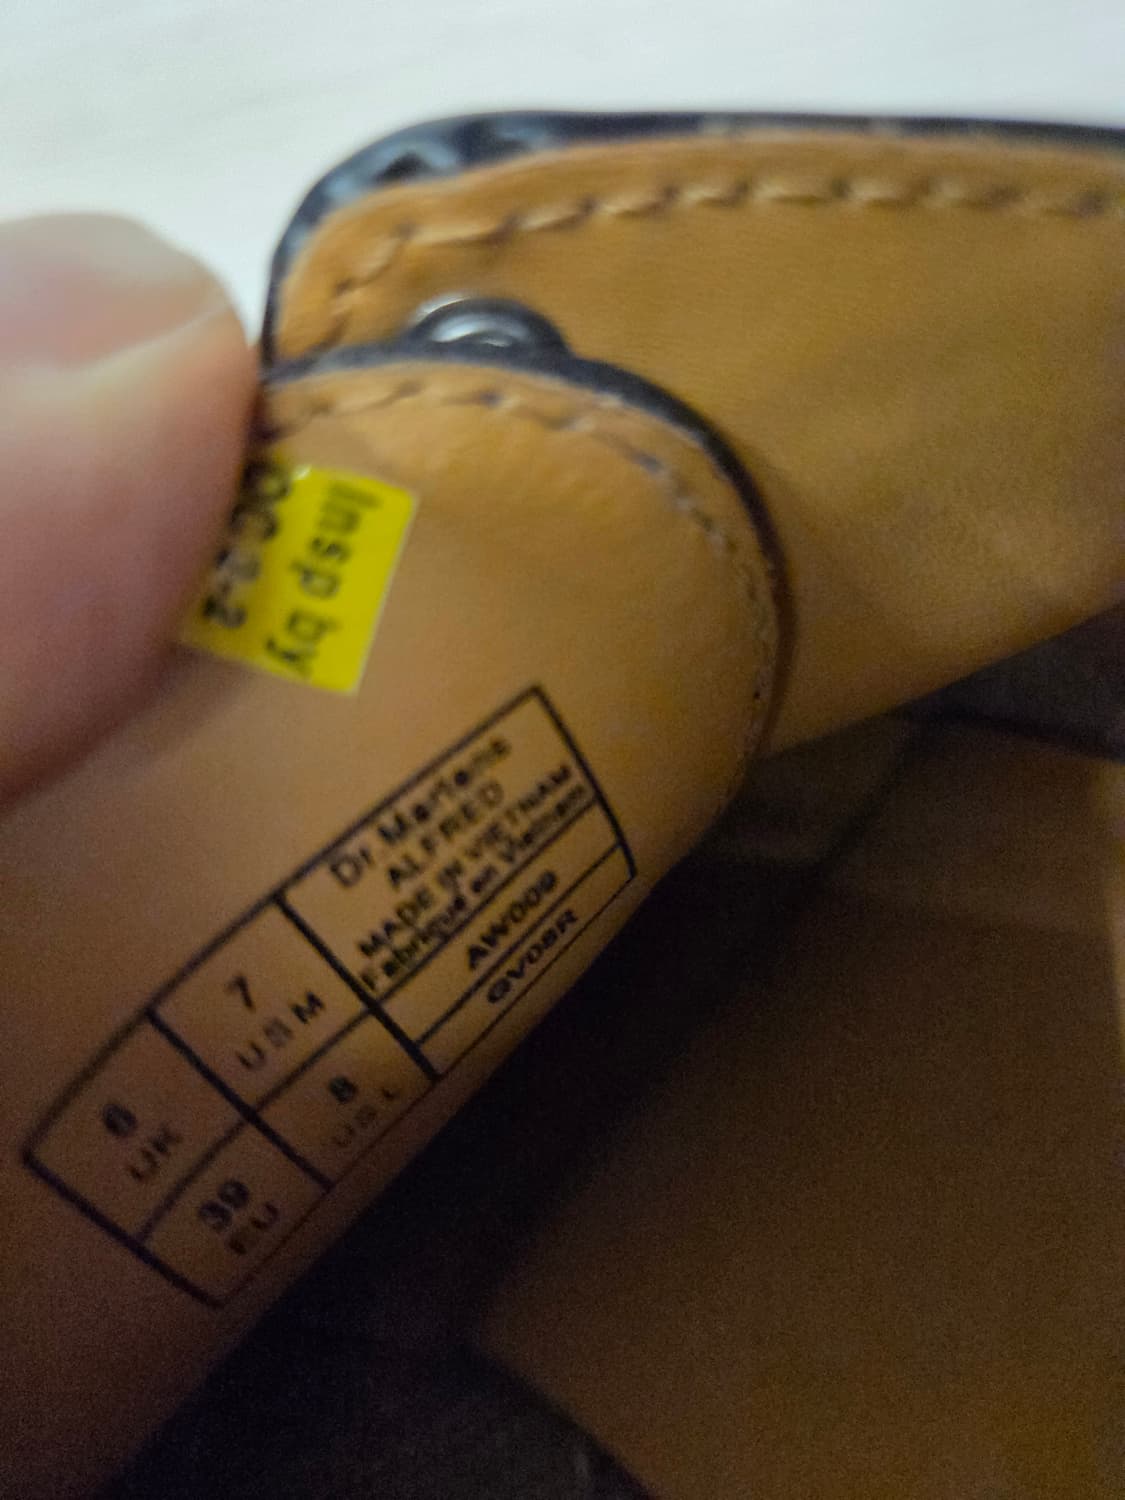 Insp by
Dr Martens
ALFRED
MADE IN VIETNAM
Fabriqué en Vietnam
AW009
GV08R
7
US M
8
US L
6
UK
39
EU